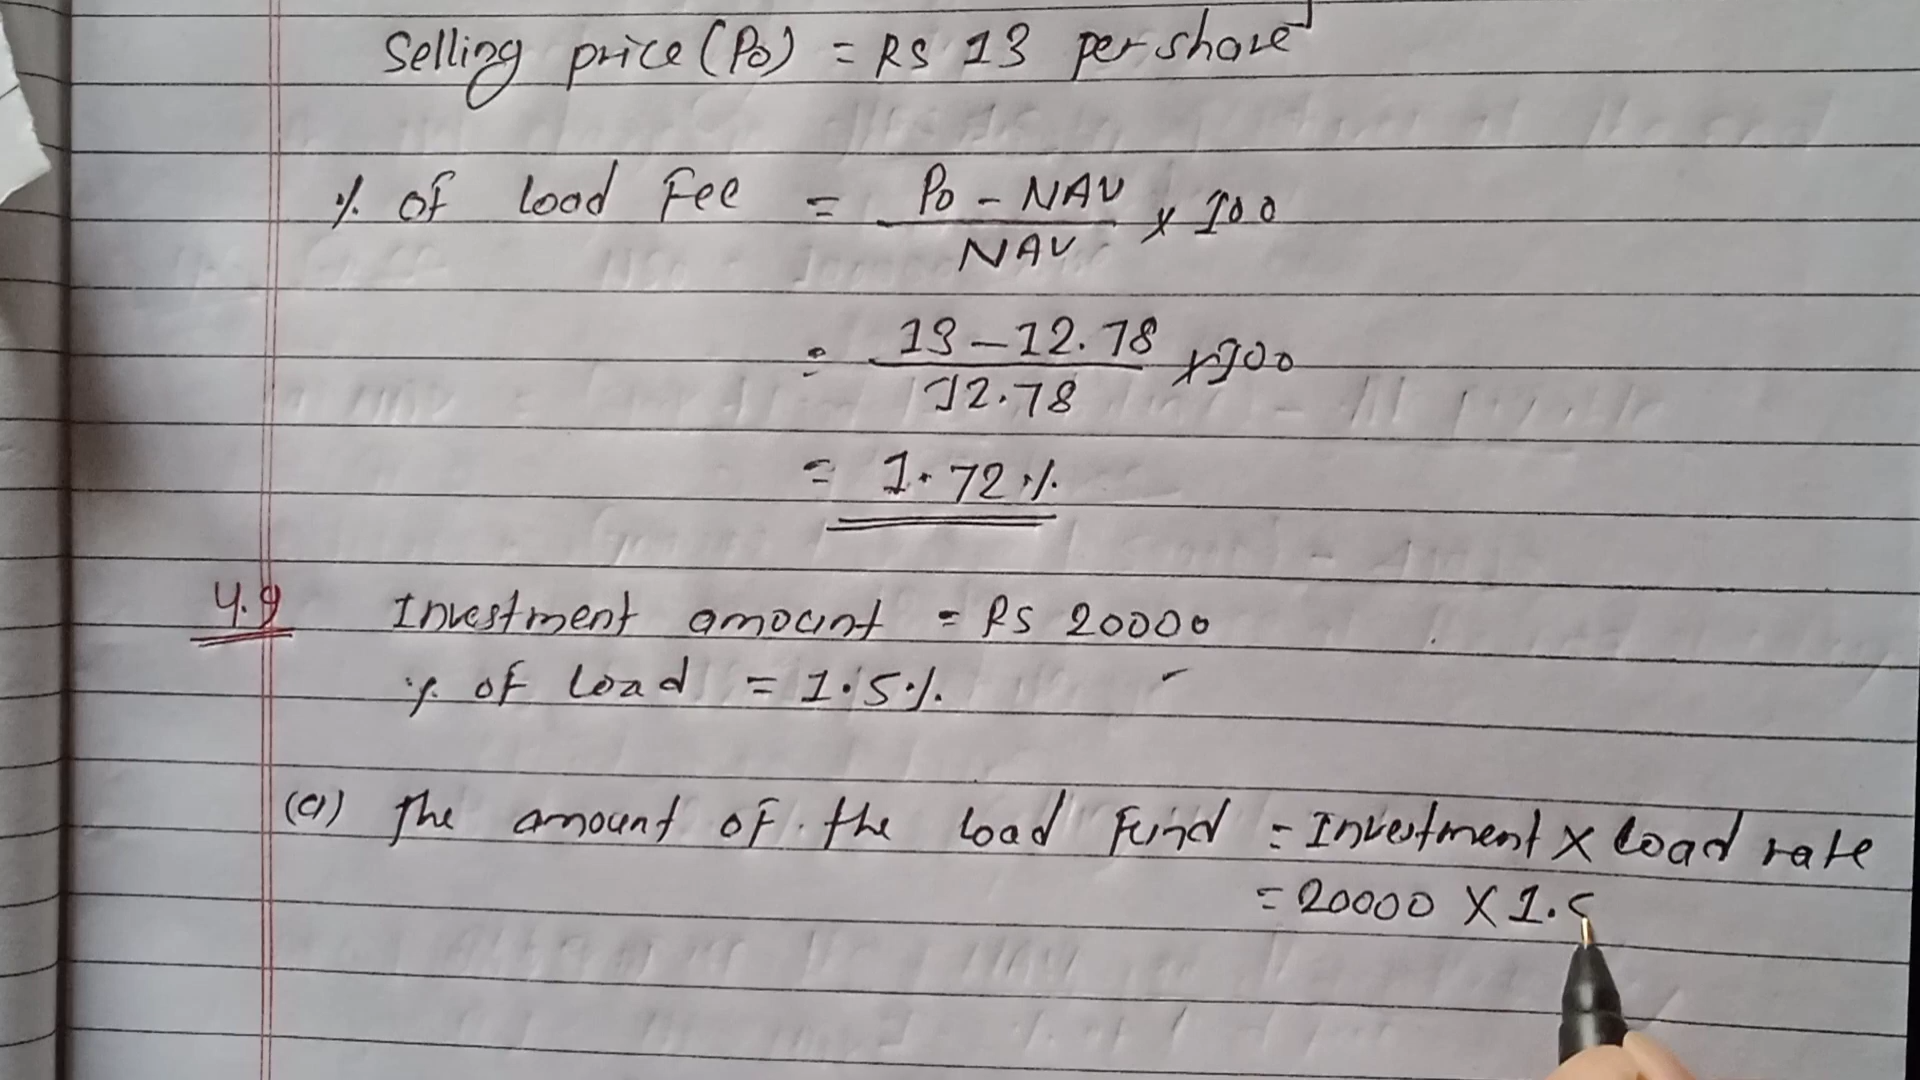 Selling price (Po) = RS 13 per share
% of load Fee = Po - NAV / NAV x 100
= 13 - 12.78 / 12.78 x 100
= 1.72 %
4.9 Investment amount = RS 20000
% of load = 1.5 %
(a) The amount of the load Fund = Investment X load rate
= 20000 X 1.5